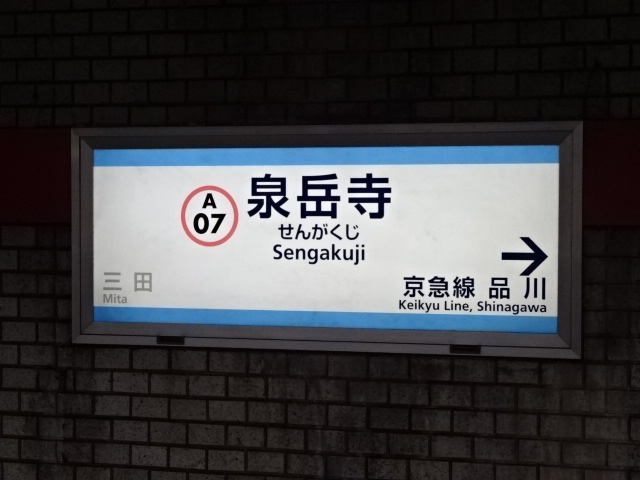 A
07
泉岳寺
せんがくじ
Sengakuji
三田
Mita
京急線 品川
Keikyu Line, Shinagawa